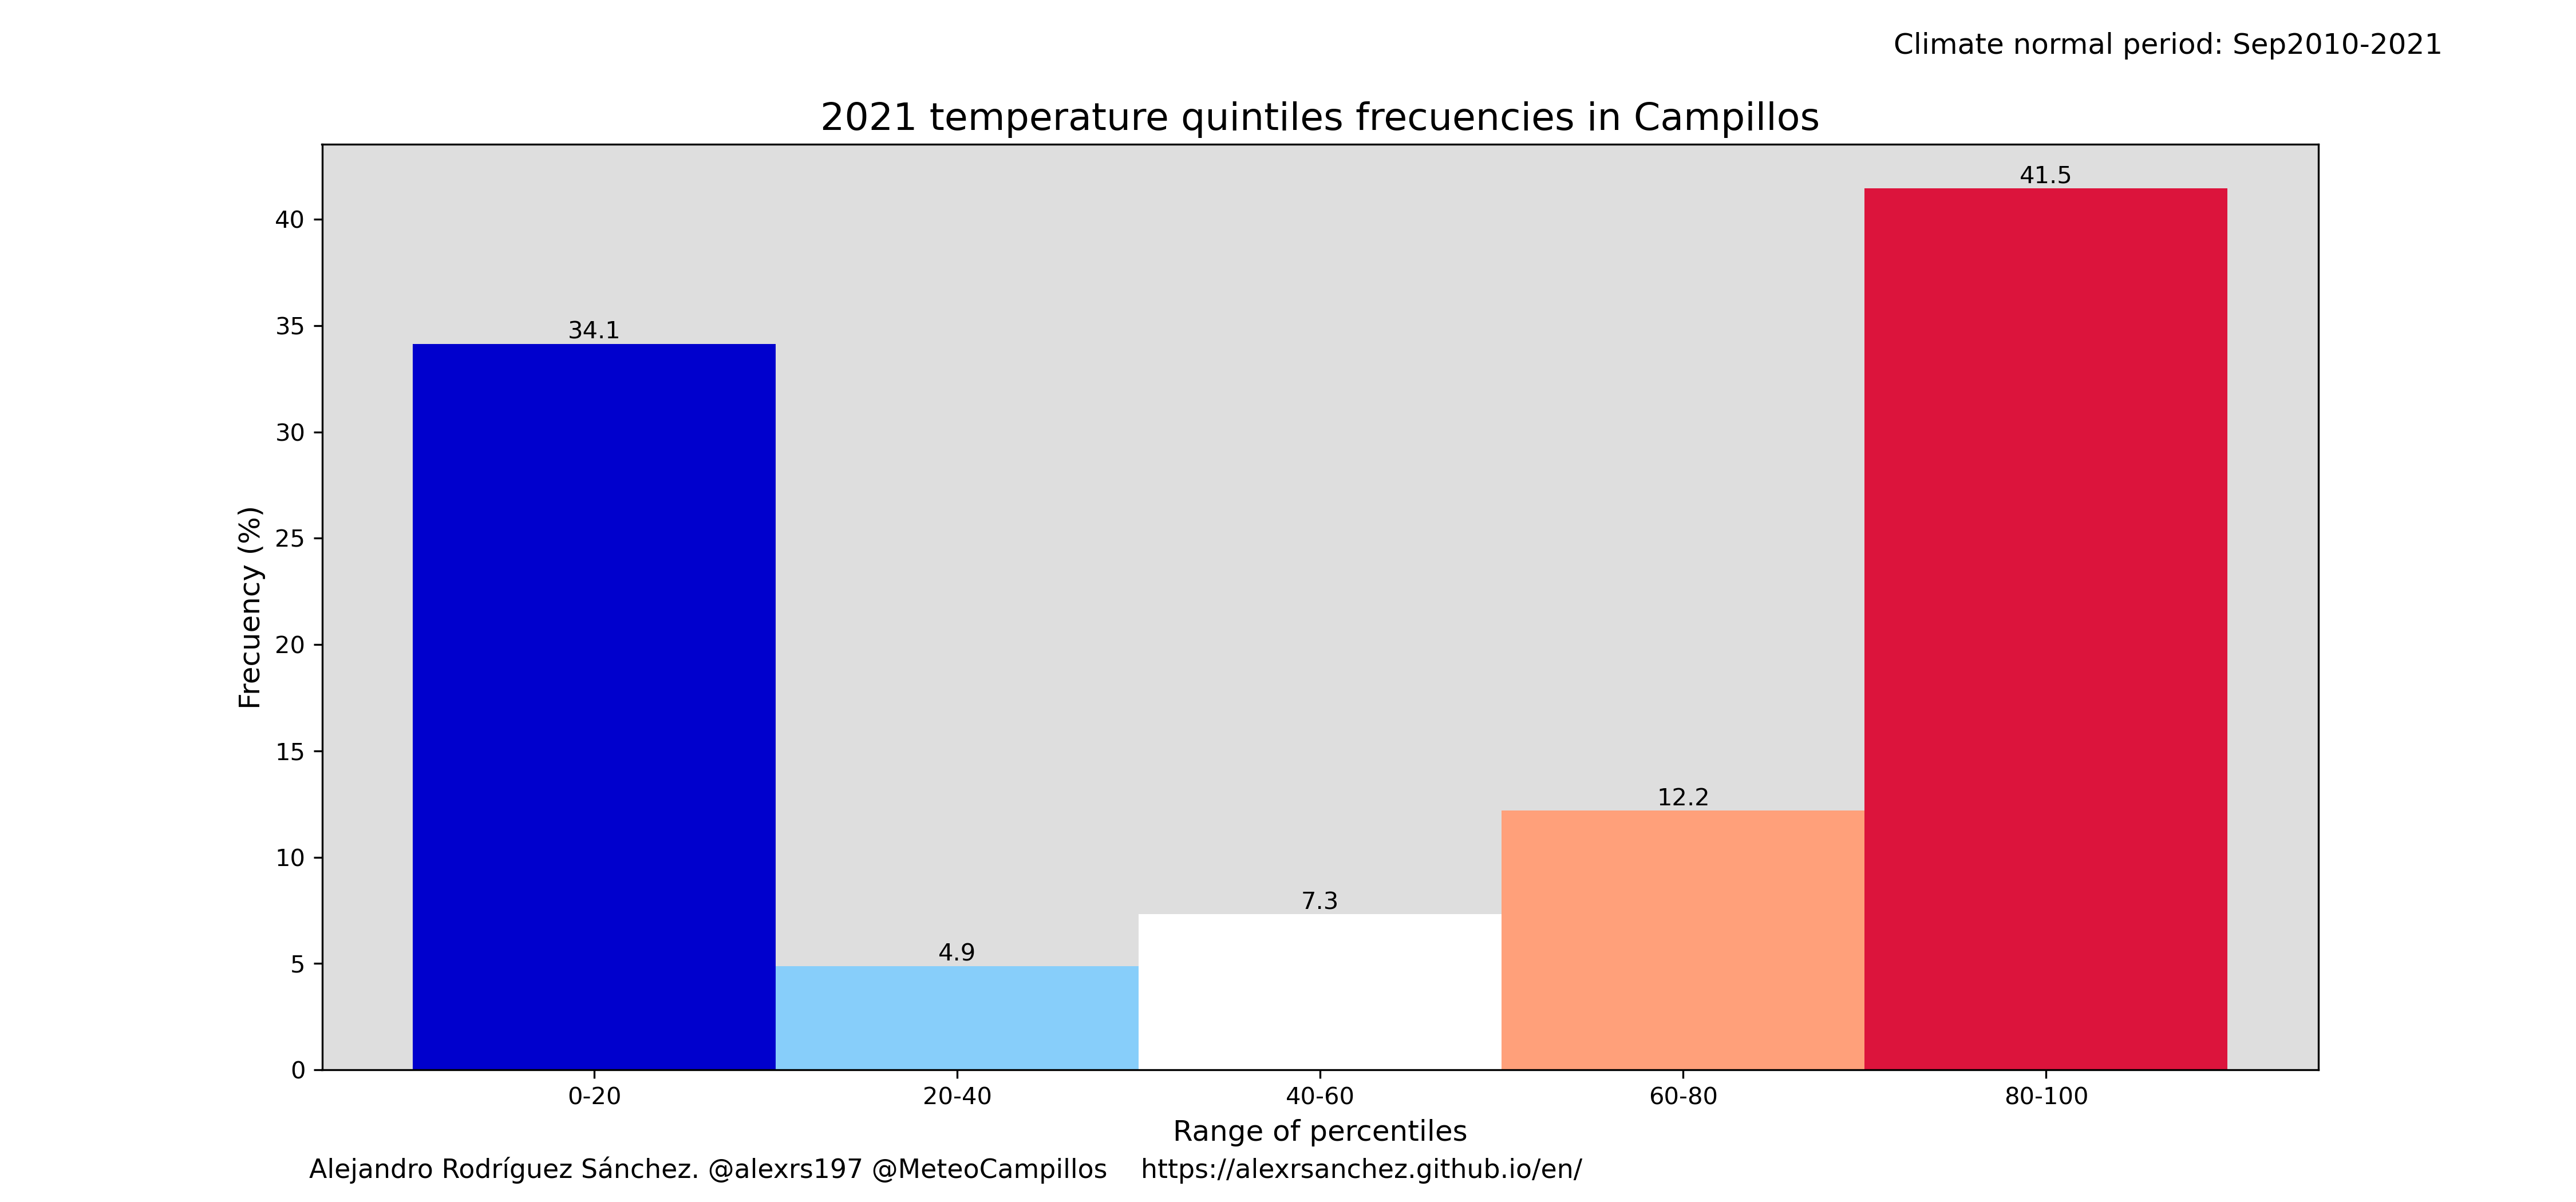 Climate normal period: Sep2010-2021
2021 temperature quintiles frecuencies in Campillos
41.5
40
34.1
35
30
25
20
15
12.2
10
7.3
4.9
5
0
Frecuency (%)
0-20 20-40 40-60 60-80 80-100
Range of percentiles
Alejandro Rodríguez Sánchez. @alexrs197 @MeteoCampillos https://alexrsanchez.github.io/en/